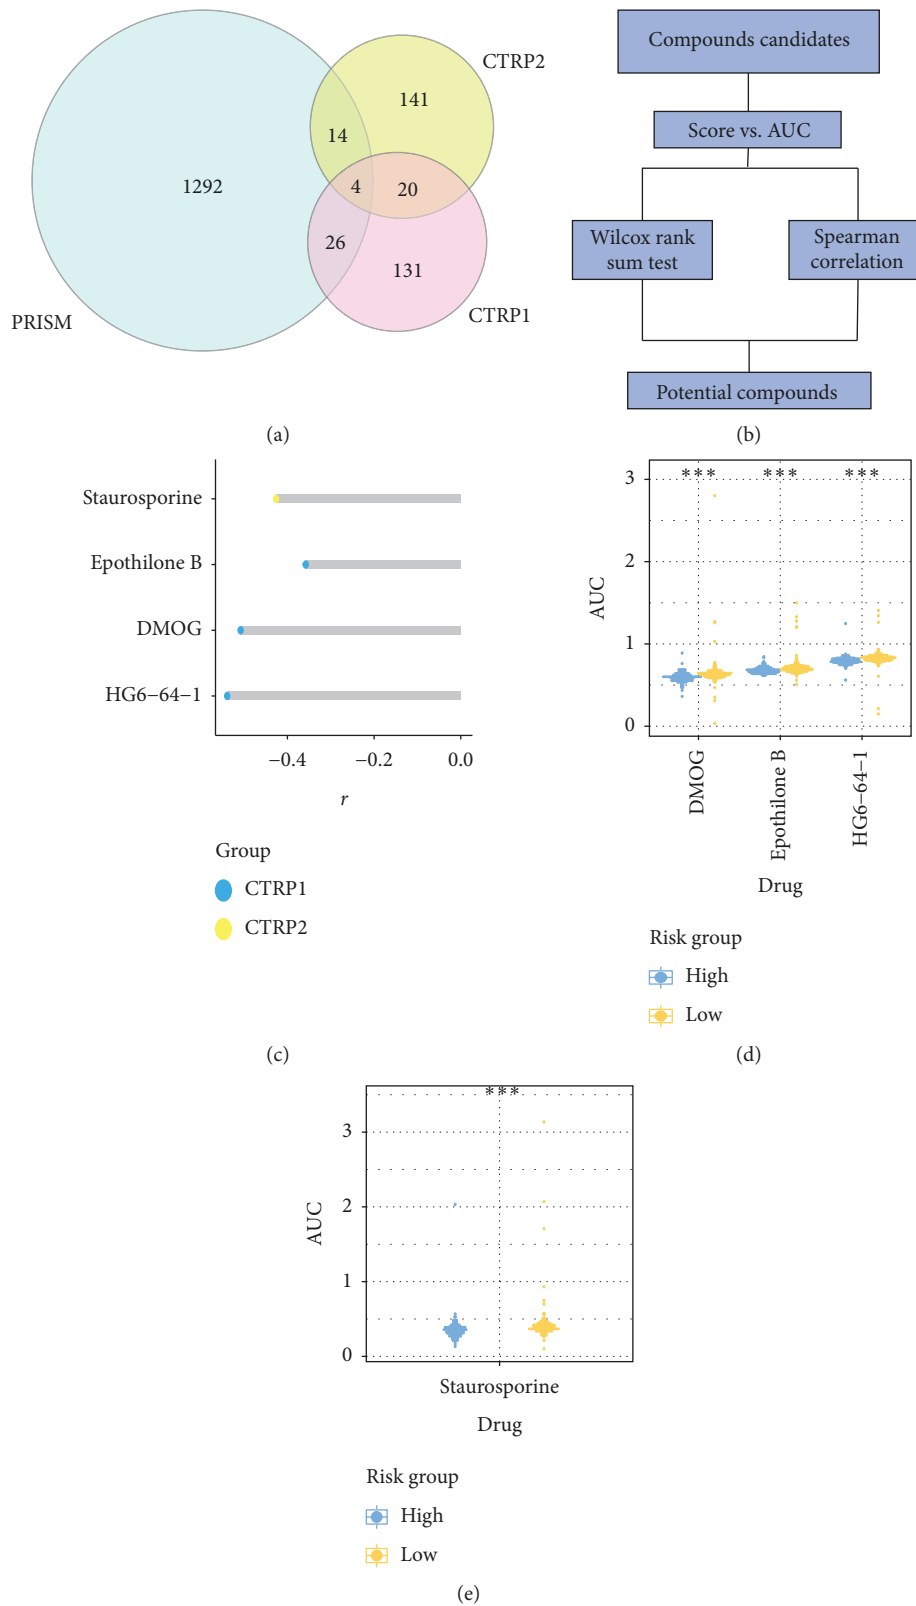 CTRP2
141
14
1292
4
20
26
131
PRISM
CTRP1
(a)
Compounds candidates
Score vs. AUC
Wilcox rank
sum test
Spearman
correlation
Potential compounds
(b)
Staurosporine
Epothilone B
DMOG
HG6−64−1
−0.4
−0.2
0.0
r
Group
CTRP1
CTRP2
(c)
***
***
***
3
2
1
0
AUC
DMOG
Epothilone B
HG6−64−1
Drug
Risk group
High
Low
(d)
***
3
2
1
0
AUC
Staurosporine
Drug
Risk group
High
Low
(e)